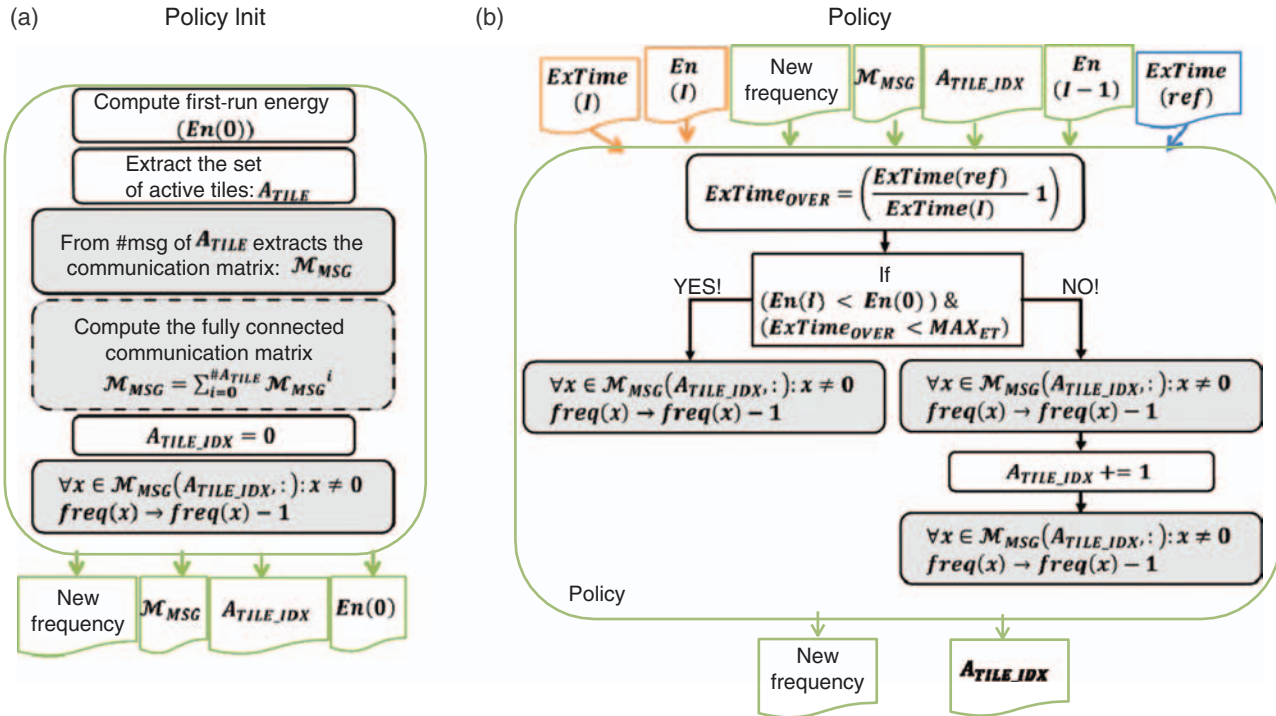 (a) Policy Init
Compute first-run energy
(En(0))
Extract the set
of active tiles: A_TILE
From #msg of A_TILE extracts the
communication matrix: ℳ_MSG
Compute the fully connected
communication matrix
ℳ_MSG = ∑_{i=0}^{#A_TILE} ℳ_MSG^i
A_TILE_IDX = 0
∀x ∈ ℳ_MSG(A_TILE_IDX, :): x ≠ 0
freq(x) → freq(x) − 1
New
frequency
ℳ_MSG
A_TILE_IDX
En(0)
(b) Policy
ExTime
(I)
En
(I)
New
frequency
ℳ_MSG
A_TILE_IDX
En
(I − 1)
ExTime
(ref)
ExTime_OVER = (ExTime(ref)/ExTime(I) - 1)
If
(En(I) < En(0)) &
(ExTime_OVER < MAX_ET)
YES!
NO!
∀x ∈ ℳ_MSG(A_TILE_IDX, :): x ≠ 0
freq(x) → freq(x) − 1
∀x ∈ ℳ_MSG(A_TILE_IDX, :): x ≠ 0
freq(x) → freq(x) − 1
A_TILE_IDX += 1
∀x ∈ ℳ_MSG(A_TILE_IDX, :): x ≠ 0
freq(x) → freq(x) − 1
Policy
New
frequency
A_TILE_IDX